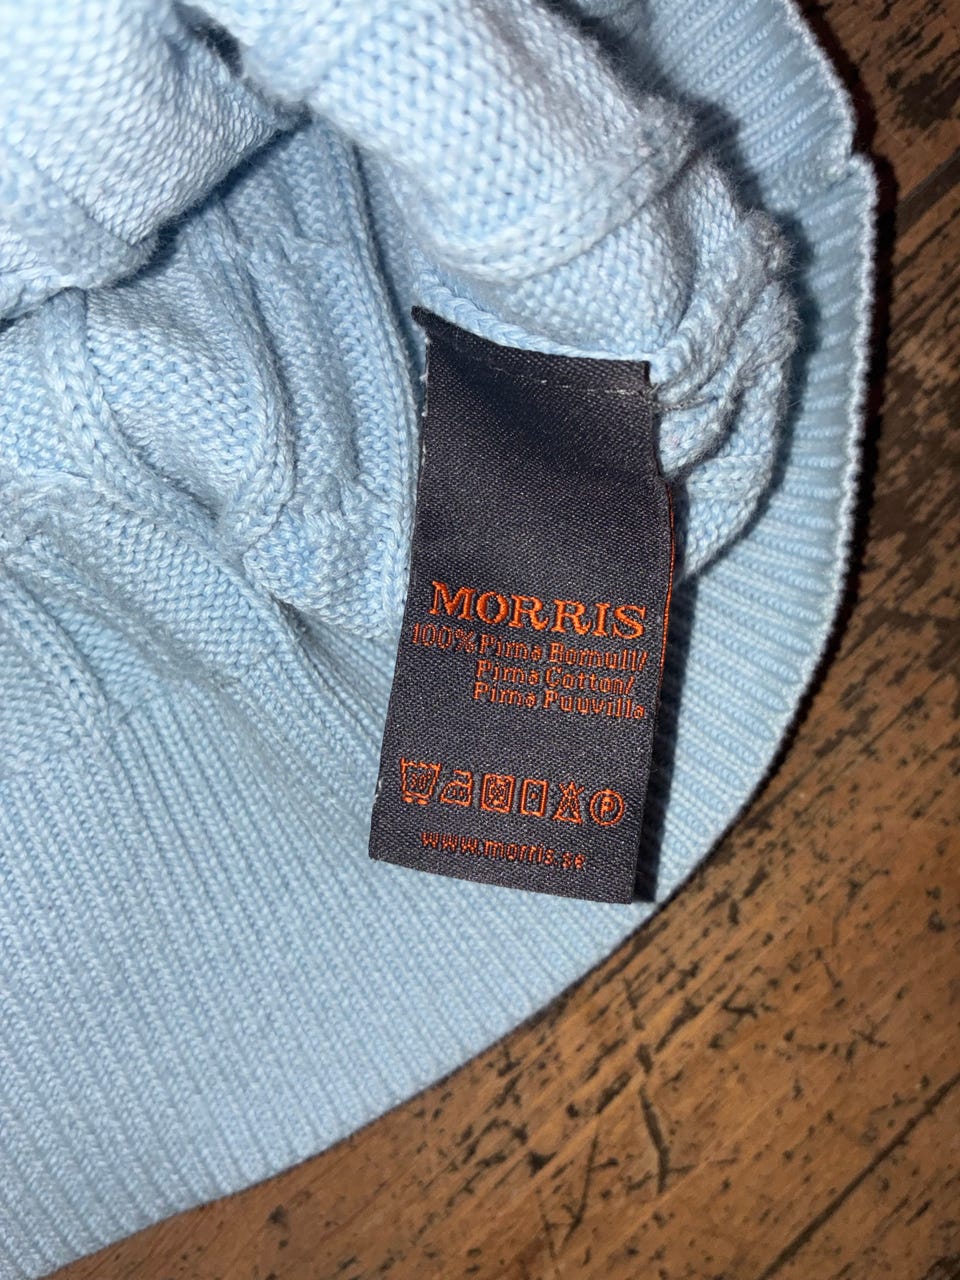 MORRIS
100% Pima Bomull/
Pima Cotton/
Pima Puuvilla
P
www.morris.se